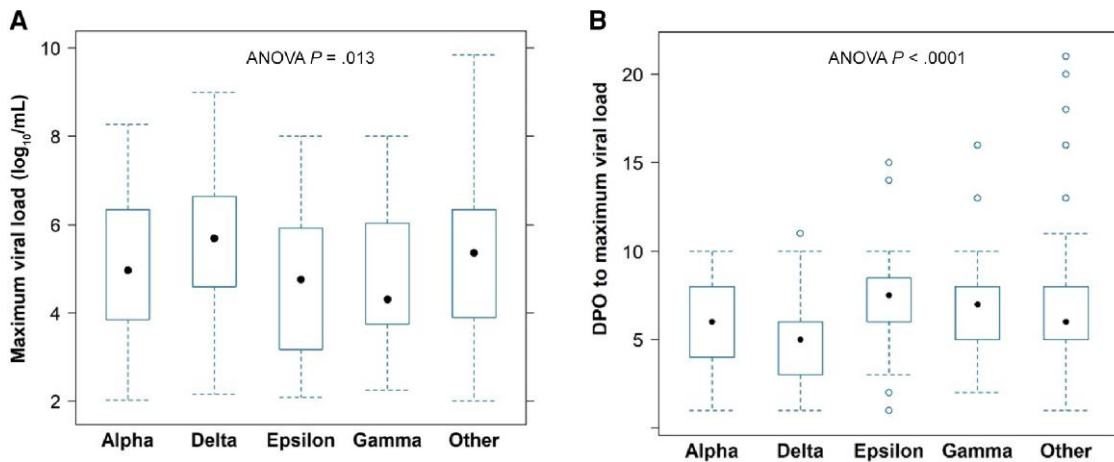 A
ANOVA P = .013
Maximum viral load (log₁₀/mL)
10
8
6
4
2
Alpha Delta Epsilon Gamma Other
B
ANOVA P < .0001
DPO to maximum viral load
20
15
10
5
Alpha Delta Epsilon Gamma Other